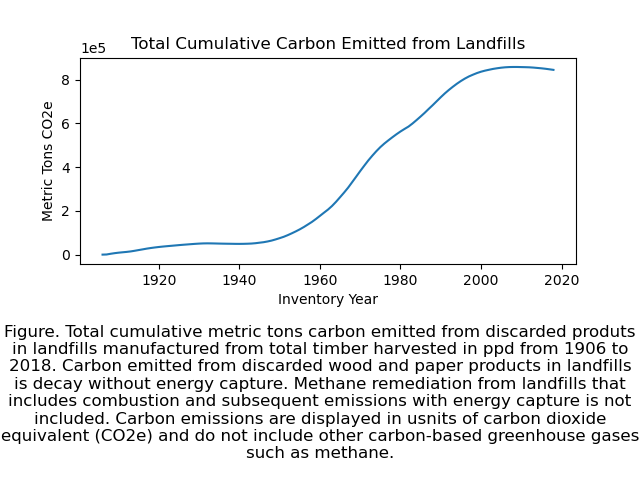 Total Cumulative Carbon Emitted from Landfills
1e5
8
6
4
2
0
Metric Tons CO2e
1920 1940 1960 1980 2000 2020
Inventory Year
Figure. Total cumulative metric tons carbon emitted from discarded produts
in landfills manufactured from total timber harvested in ppd from 1906 to
2018. Carbon emitted from discarded wood and paper products in landfills
is decay without energy capture. Methane remediation from landfills that
includes combustion and subsequent emissions with energy capture is not
included. Carbon emissions are displayed in usnits of carbon dioxide
equivalent (CO2e) and do not include other carbon-based greenhouse gases
such as methane.